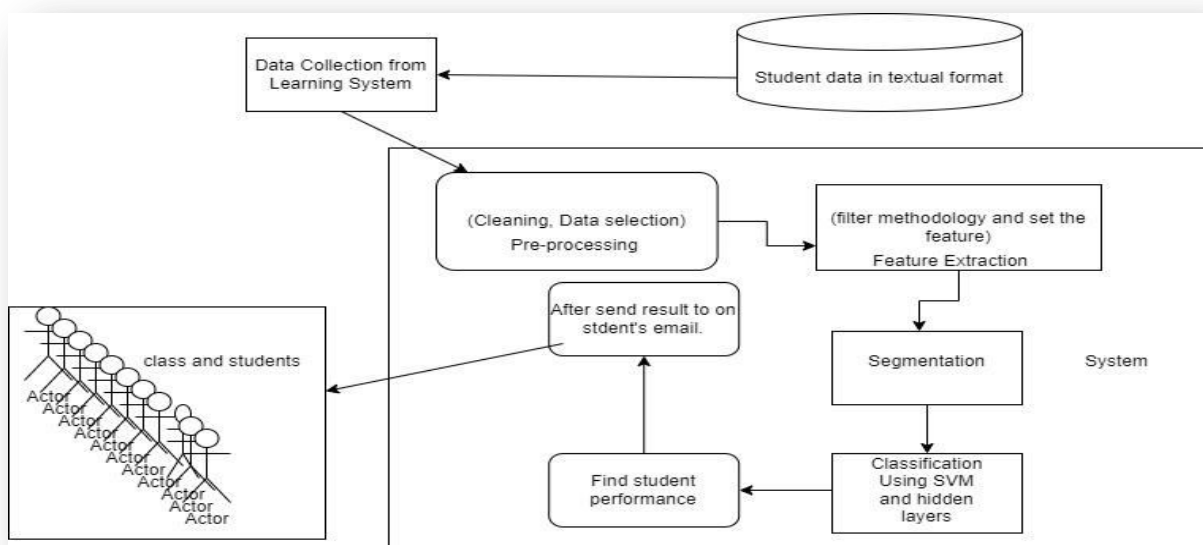 Data Collection from
Learning System
Student data in textual format
(Cleaning, Data selection)
Pre-processing
(filter methodology and set the
feature)
Feature Extraction
After send result to on
stdent's email.
class and students
Segmentation
System
Actor
Actor
Actor
Actor
Actor
Actor
Actor
Actor
Actor
Actor
Find student
performance
Classification
Using SVM
and hidden
layers